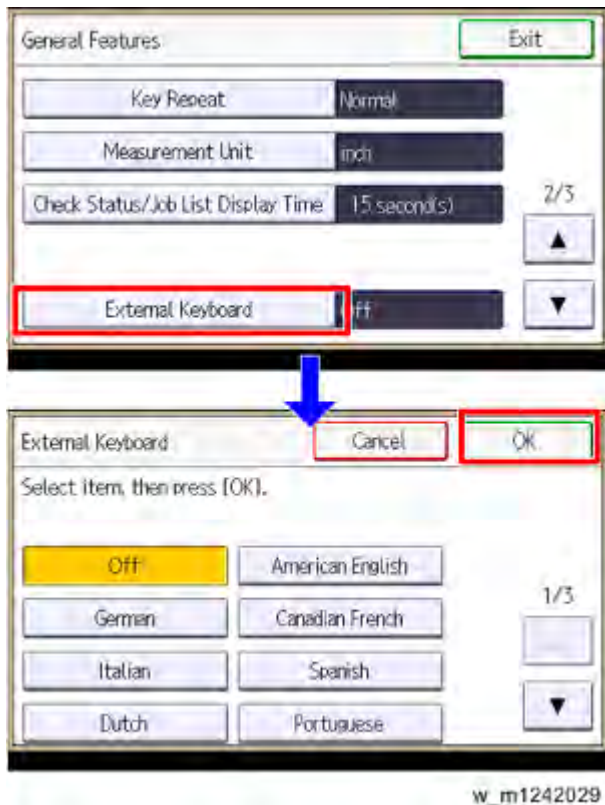 General Features
Exit
Key Repeat
Normal
Measurement Unit
inch
Check Status/Job List Display Time
15 second(s)
2/3
▲
External Keyboard
Off
▼
External Keyboard
Cancel
OK
Select item, then press [OK].
Off
American English
German
Canadian French
1/3
Italian
Spanish
Dutch
Portuguese
▼
w_m1242029